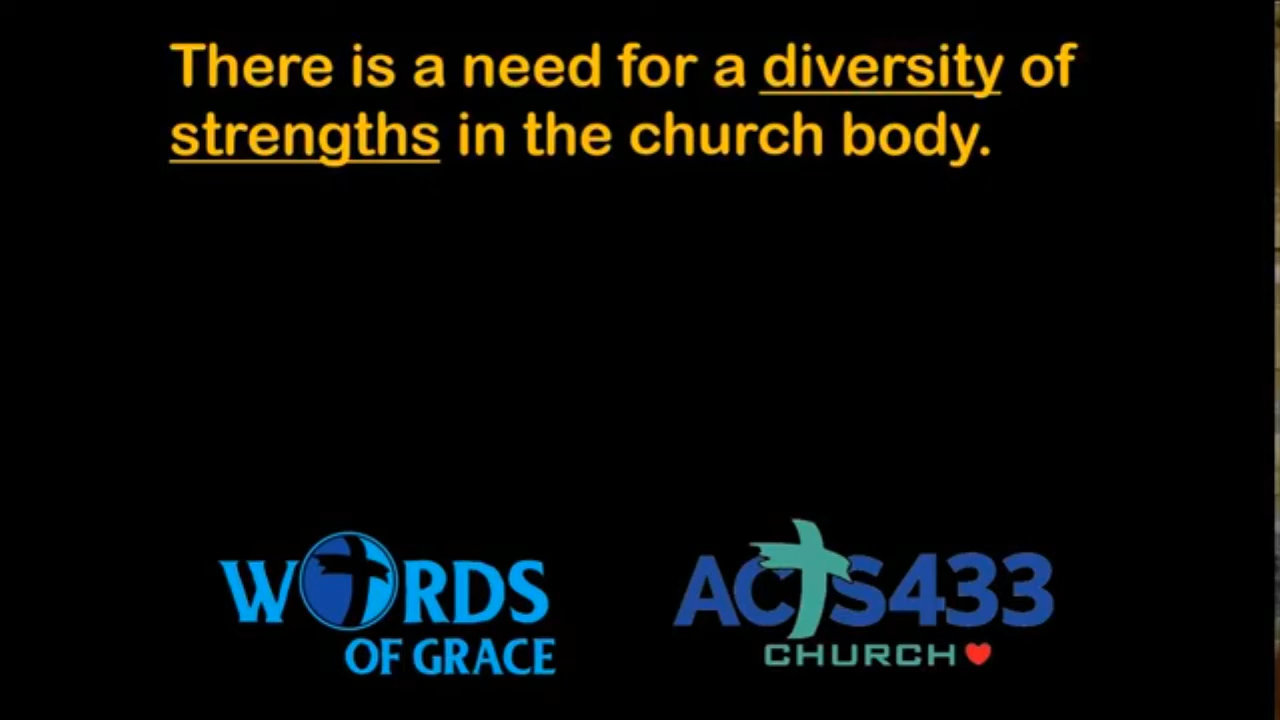 There is a need for a diversity of
strengths in the church body.
WORDS
OF GRACE
ACTS433
CHURCH